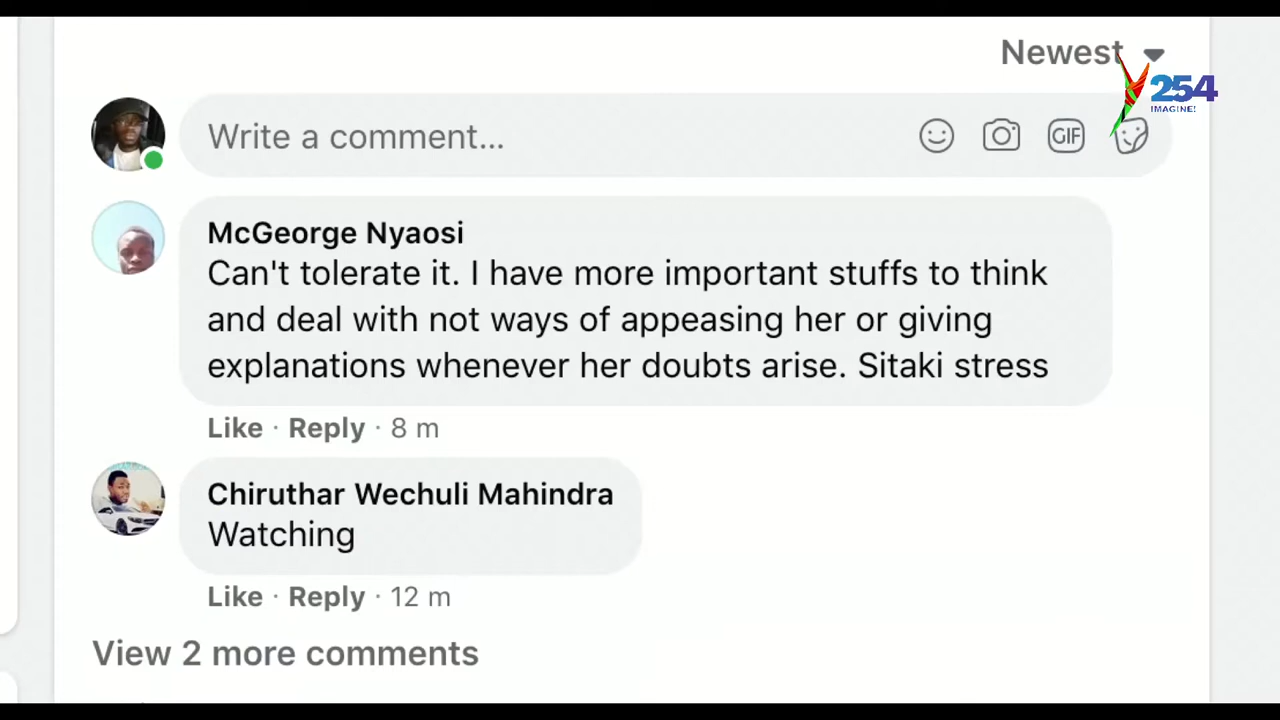 Newest
254
IMAGINE!
Write a comment...
GIF
McGeorge Nyaosi
Can't tolerate it. I have more important stuffs to think
and deal with not ways of appeasing her or giving
explanations whenever her doubts arise. Sitaki stress
Like · Reply · 8 m
Chiruthar Wechuli Mahindra
Watching
Like · Reply · 12 m
View 2 more comments